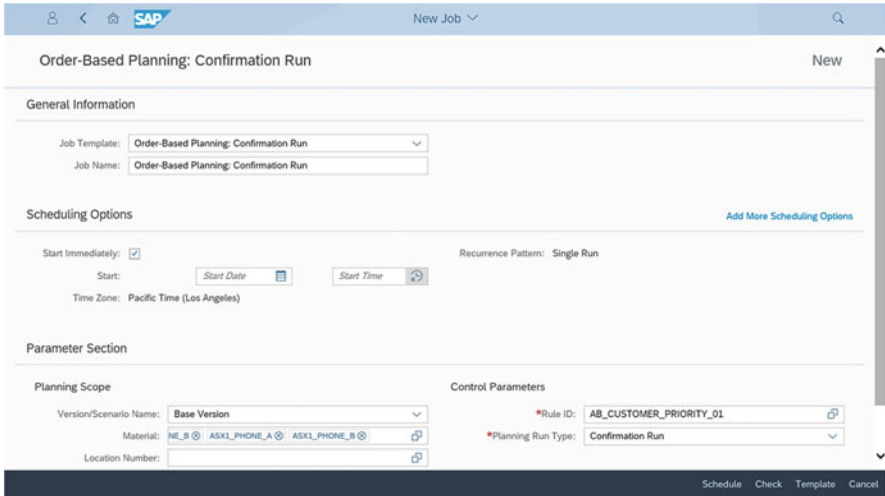 SAP New Job
Order-Based Planning: Confirmation Run New
General Information
Job Template: Order-Based Planning: Confirmation Run
Job Name: Order-Based Planning: Confirmation Run
Scheduling Options Add More Scheduling Options
Start Immediately: Recurrence Pattern: Single Run
Start: Start Date Start Time
Time Zone: Pacific Time (Los Angeles)
Parameter Section
Planning Scope Control Parameters
Version/Scenario Name: Base Version *Rule ID: AB_CUSTOMER_PRIORITY_01
Material: NE_B ASX1_PHONE_A ASX1_PHONE_B *Planning Run Type: Confirmation Run
Location Number:
Schedule Check Template Cancel